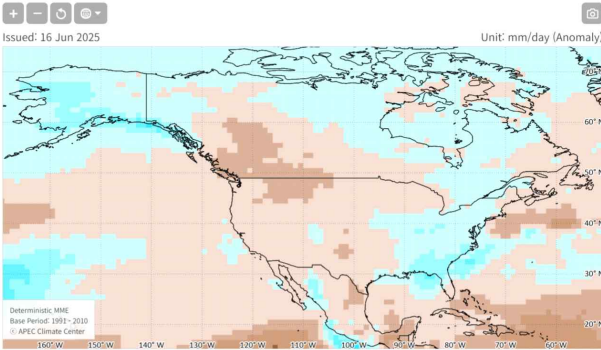 Issued: 16 Jun 2025
Unit: mm/day (Anomaly)
70° N
60° N
50° N
40° N
30° N
20° N
Deterministic MME
Base Period: 1991 - 2010
© APEC Climate Center
160° W 150° W 140° W 130° W 120° W 110° W 100° W 90° W 80° W 70° W 60° W